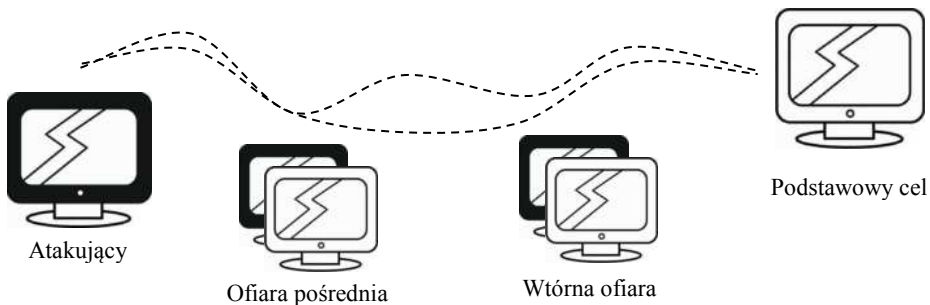 Podstawowy cel
Atakujący
Ofiara pośrednia
Wtórna ofiara